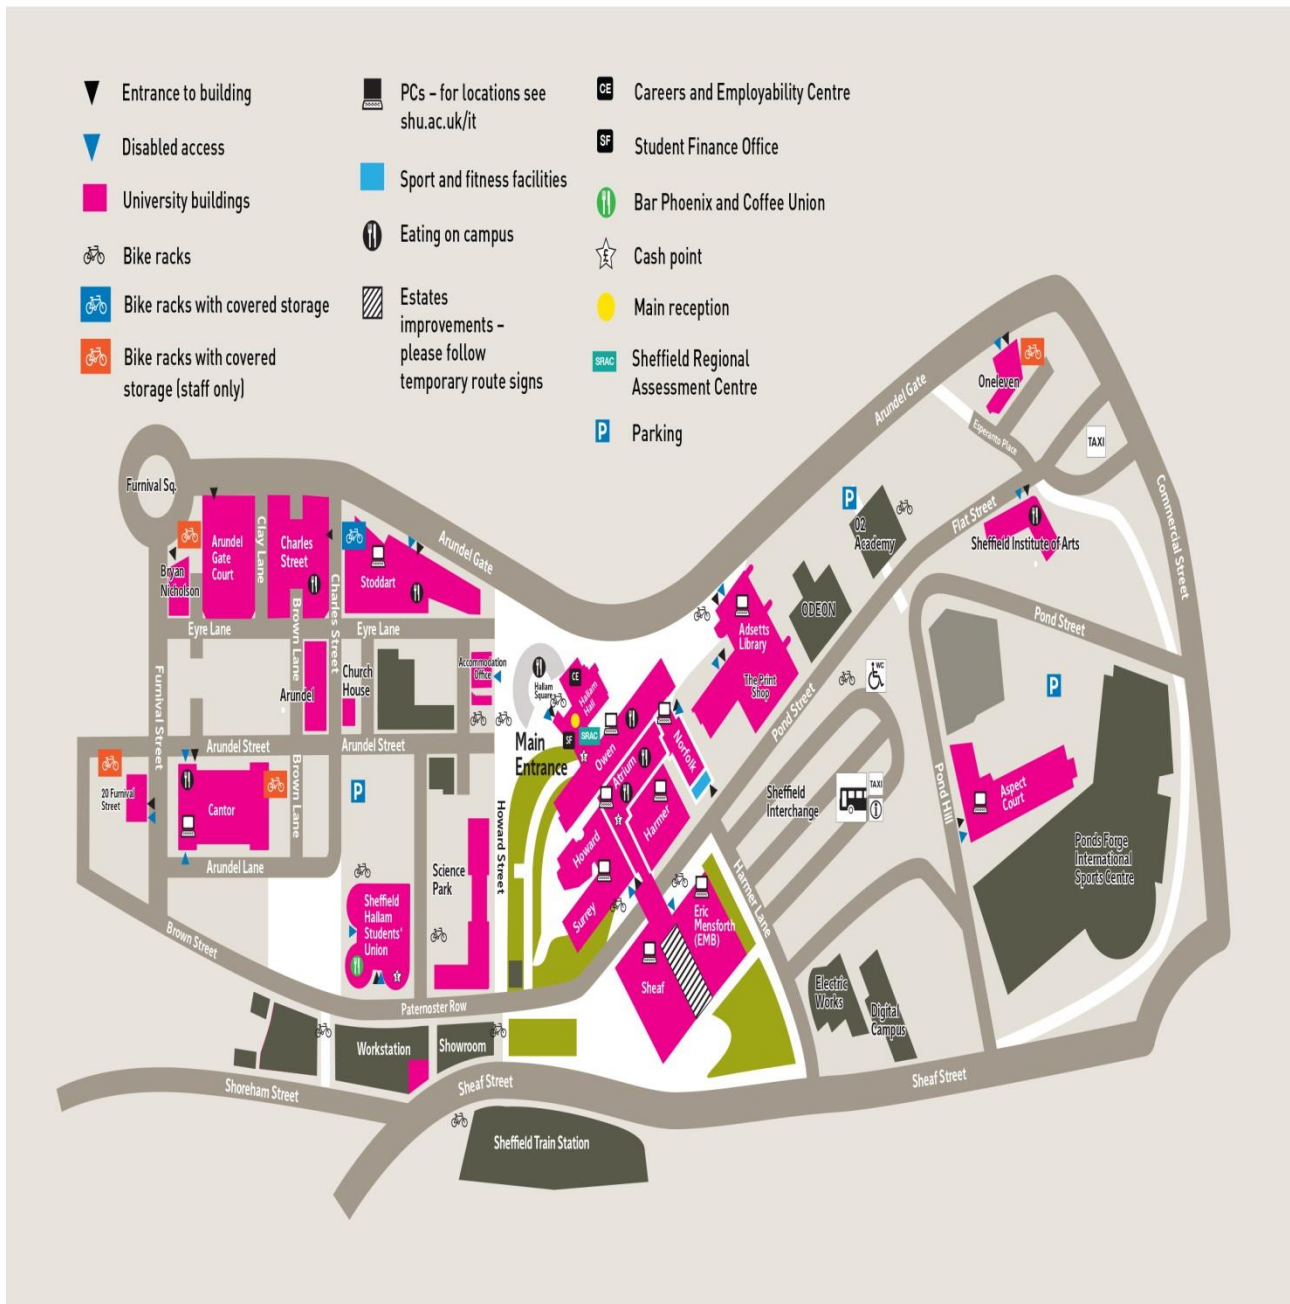 Entrance to building
Disabled access
University buildings
Bike racks
Bike racks with covered storage
Bike racks with covered
storage (staff only)
PCs – for locations see
shu.ac.uk/it
Sport and fitness facilities
Eating on campus
Estates
improvements –
please follow
temporary route signs
CE
Careers and Employability Centre
SF
Student Finance Office
Bar Phoenix and Coffee Union
£
Cash point
Main reception
SRAC
Sheffield Regional
Assessment Centre
P
Parking
Arundel Gate
Oneleven
Esperanto Place
TAXI
Commercial Street
Furnival Sq.
Arundel
Gate
Court
Clay Lane
Charles
Street
Charles Street
Stoddart
Arundel Gate
Bryan
Nicholson
Brown Lane
Eyre Lane
Eyre Lane
P
O2
Academy
Flat Street
Sheffield Institute of Arts
ODEON
Adsetts
Library
The Print
Shop
Pond Street
Pond Street
WC
P
Furnival Street
Arundel
Church
House
Accommodation
Office
Hallam
Square
CE
Hallam
Hall
SF
SRAC
£
Main
Entrance
Owen
Atrium
Norfolk
£
Harmer
Howard
Surrey
Arundel Street
Arundel Street
20 Furnival
Street
Cantor
Brown Lane
P
Arundel Lane
Howard Street
Science
Park
Sheffield
Interchange
TAXI
i
Pond Hill
Aspect
Court
Ponds Forge
International
Sports Centre
Harmer Lane
Sheffield
Hallam
Students'
Union
£
Eric
Mensforth
(EMB)
Sheaf
Electric
Works
Digital
Campus
Brown Street
Paternoster Row
Workstation
Showroom
Shoreham Street
Sheaf Street
Sheaf Street
Sheffield Train Station